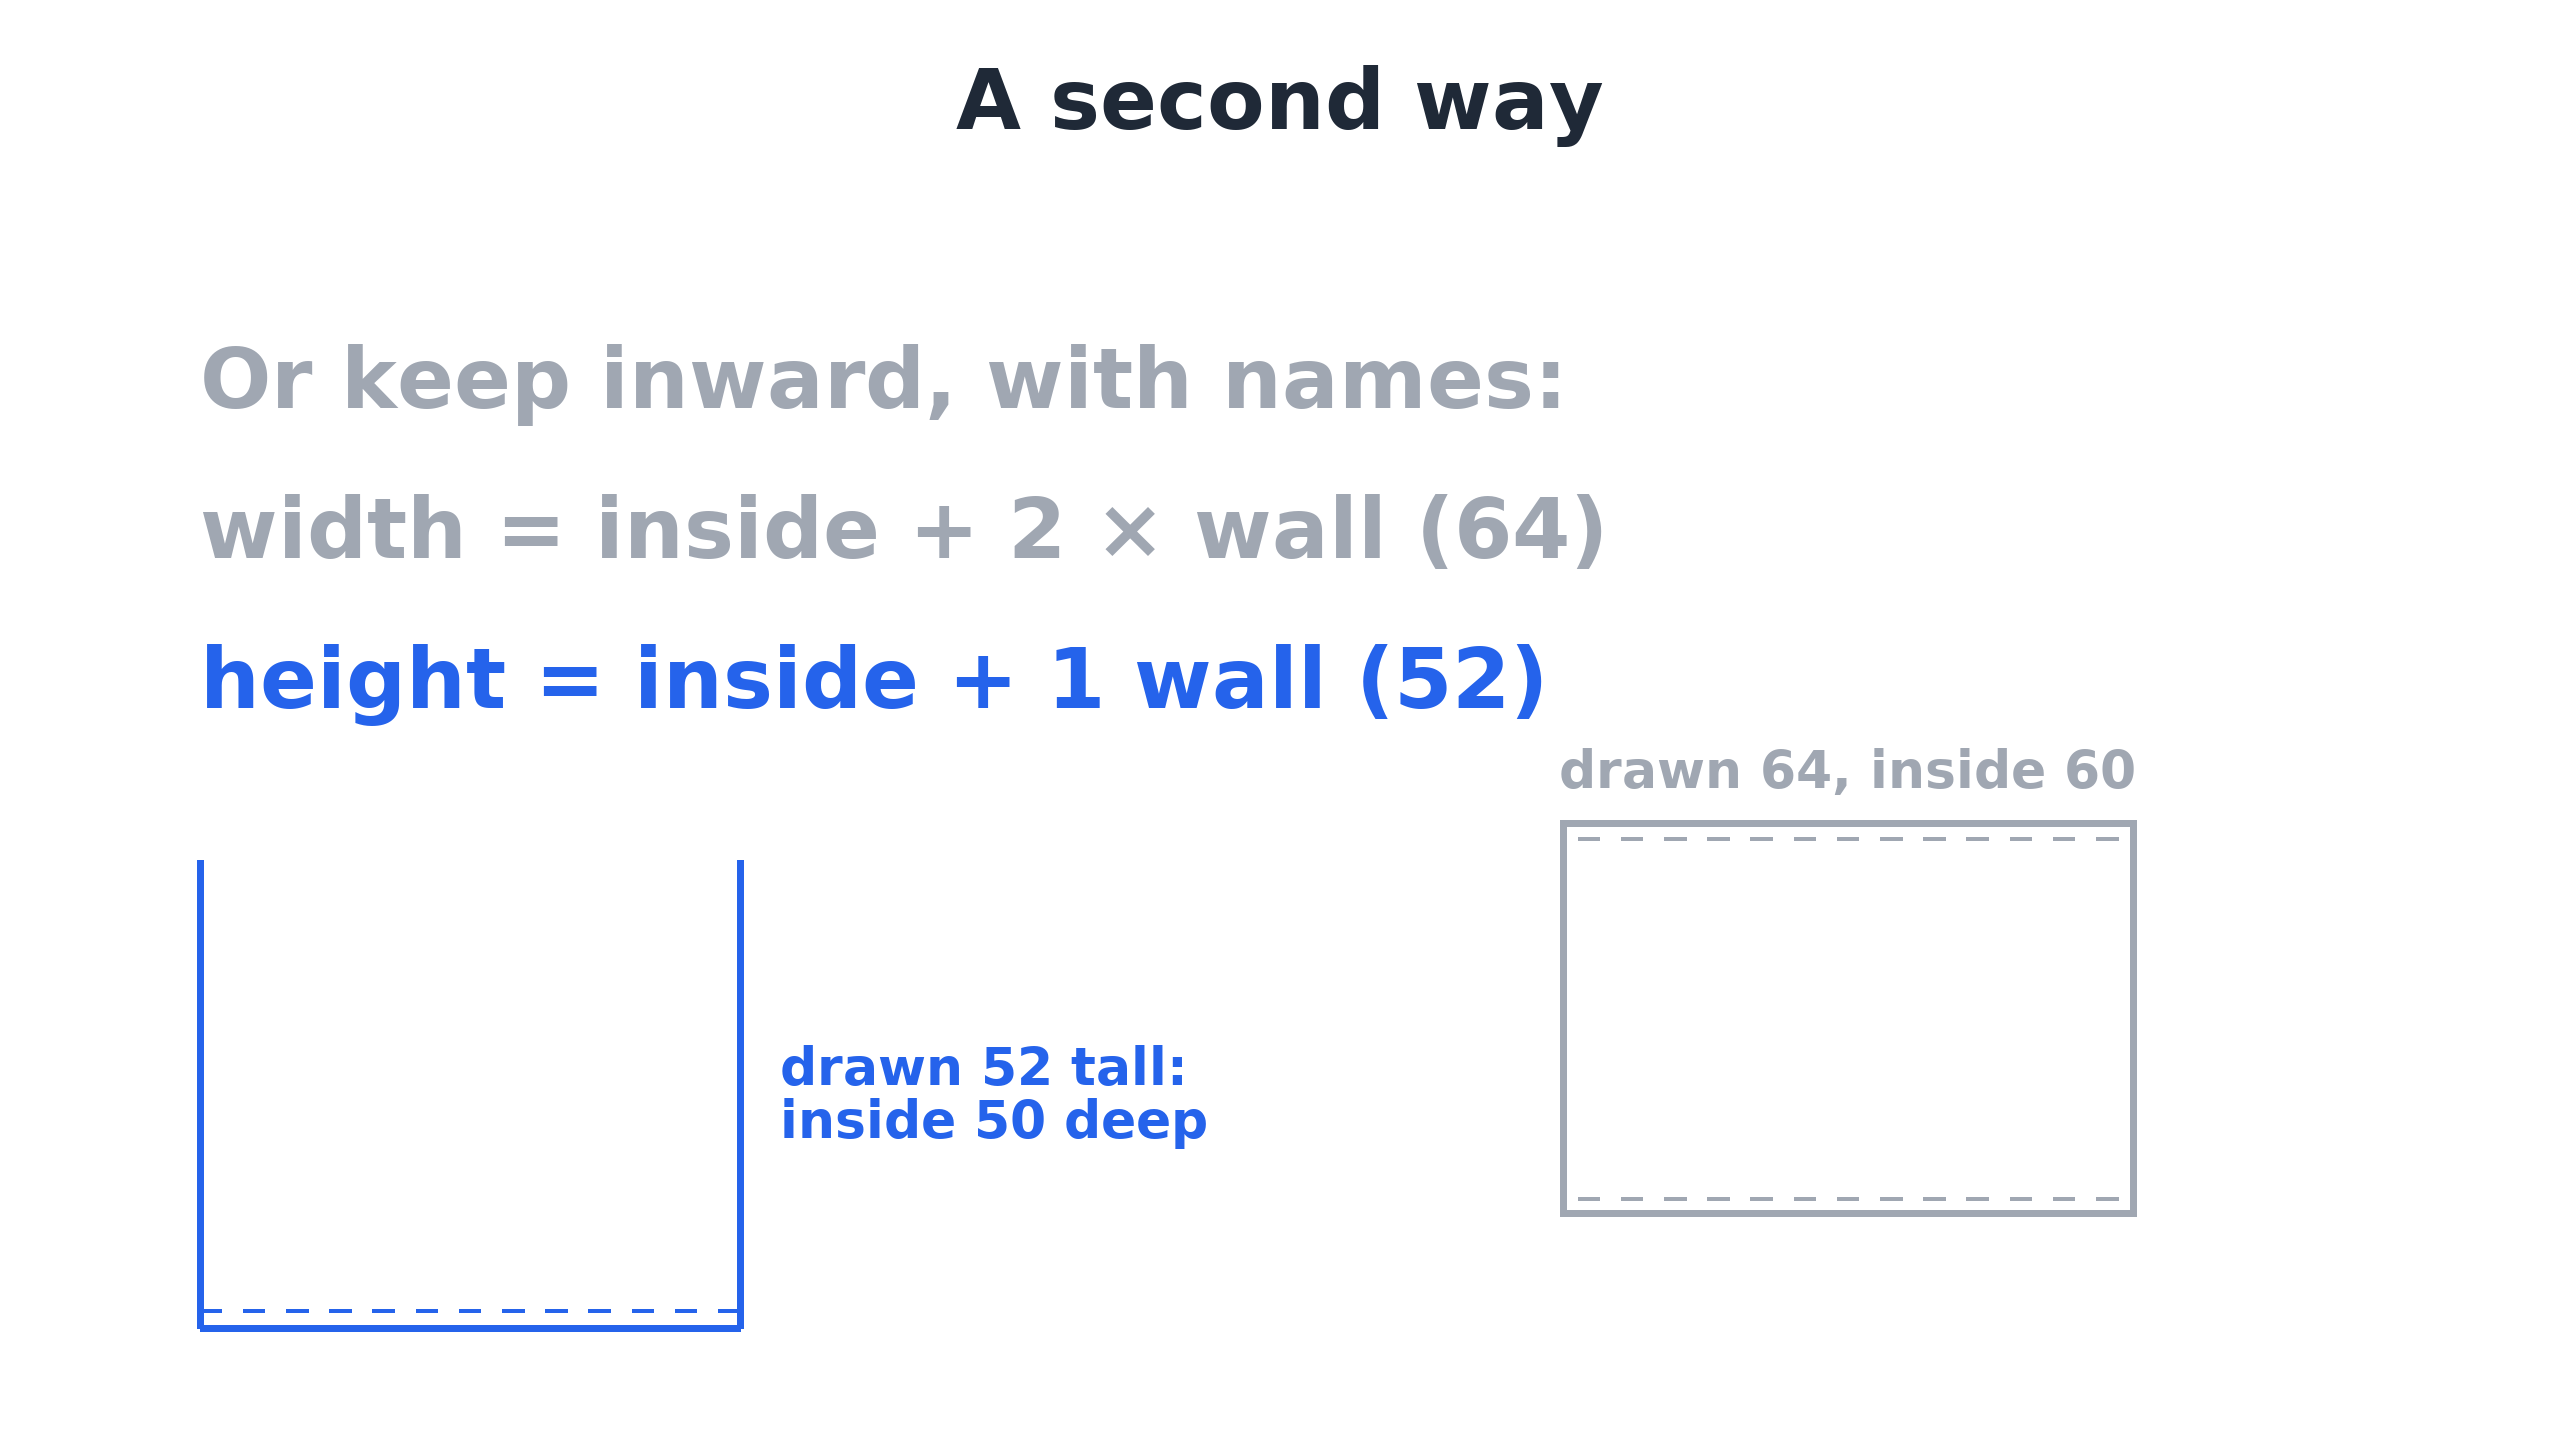 A second way
Or keep inward, with names:
width = inside + 2 × wall (64)
height = inside + 1 wall (52)
drawn 64, inside 60
drawn 52 tall:
inside 50 deep